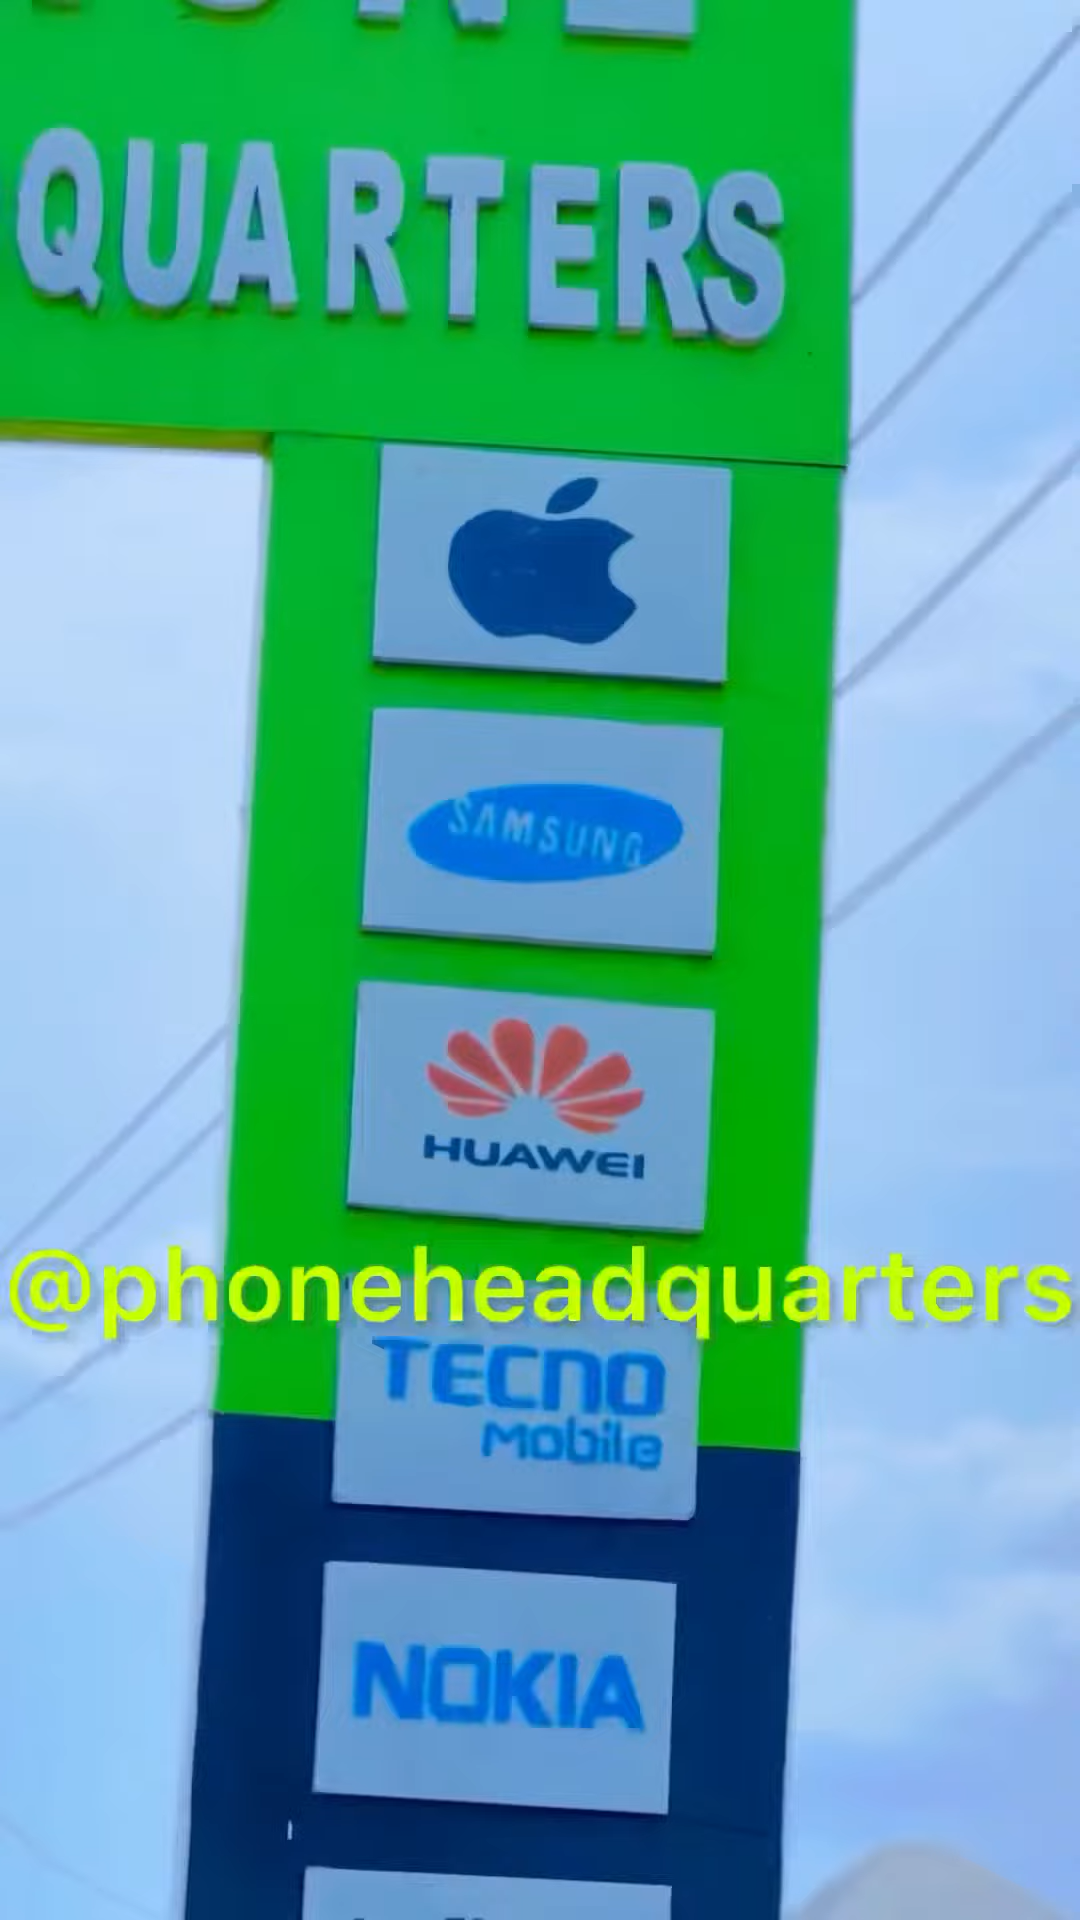 QUARTERS
SAMSUNG
HUAWEI
@phoneheadquarters
TECNO
mobile
NOKIA